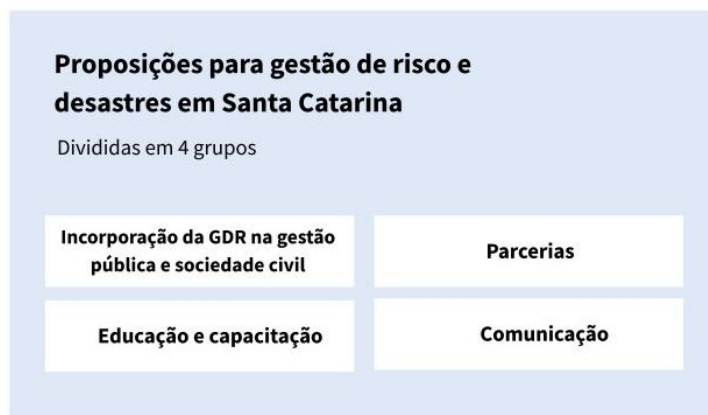 Proposições para gestão de risco e
desastres em Santa Catarina
Divididas em 4 grupos
Incorporação da GDR na gestão
pública e sociedade civil
Parcerias
Educação e capacitação
Comunicação